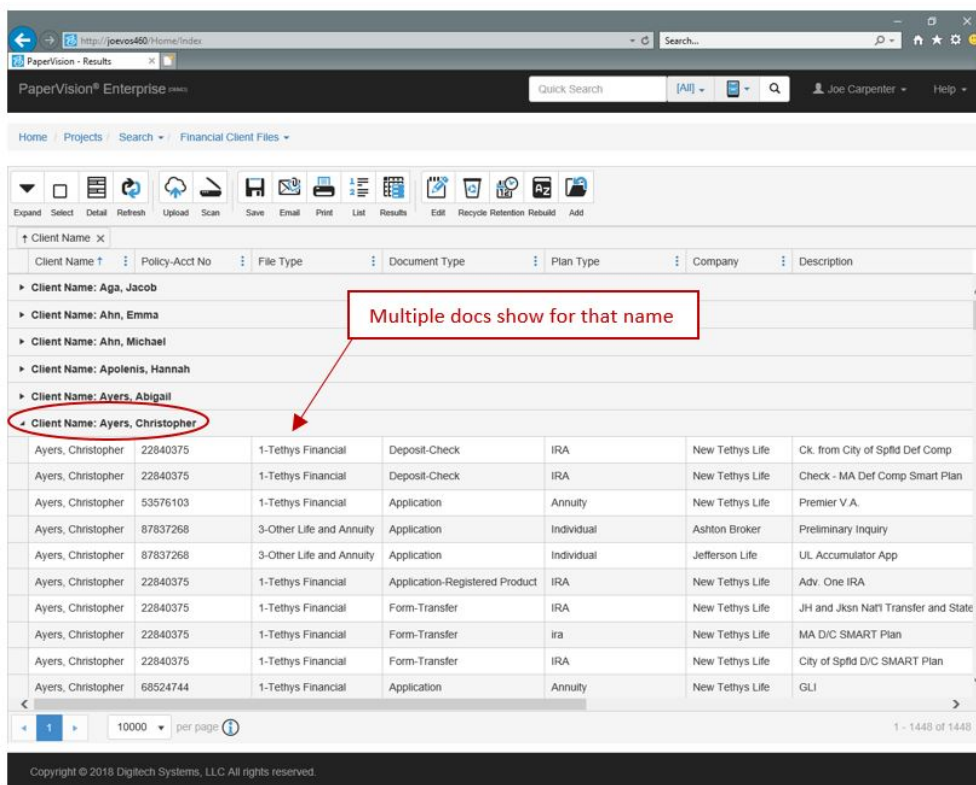 http://joevos460/Home/Index
Search...
PaperVision - Results
PaperVision® Enterprise
Quick Search
[All]
Joe Carpenter
Help
Home / Projects / Search / Financial Client Files
Expand Select Detail Refresh Upload Scan Save Email Print List Results Edit Recycle Retention Rebuild Add
↑ Client Name ×
Client Name ↑ Policy-Acct No File Type Document Type Plan Type Company Description
Client Name: Aga, Jacob
Client Name: Ahn, Emma
Multiple docs show for that name
Client Name: Ahn, Michael
Client Name: Apolenis, Hannah
Client Name: Ayers, Abigail
Client Name: Ayers, Christopher
Ayers, Christopher 22840375 1-Tethys Financial Deposit-Check IRA New Tethys Life Ck. from City of Spfld Def Comp
Ayers, Christopher 22840375 1-Tethys Financial Deposit-Check IRA New Tethys Life Check - MA Def Comp Smart Plan
Ayers, Christopher 53576103 1-Tethys Financial Application Annuity New Tethys Life Premier V.A.
Ayers, Christopher 87837268 3-Other Life and Annuity Application Individual Ashton Broker Preliminary Inquiry
Ayers, Christopher 87837268 3-Other Life and Annuity Application Individual Jefferson Life UL Accumulator App
Ayers, Christopher 22840375 1-Tethys Financial Application-Registered Product IRA New Tethys Life Adv. One IRA
Ayers, Christopher 22840375 1-Tethys Financial Form-Transfer IRA New Tethys Life JH and Jksn Nat'l Transfer and State
Ayers, Christopher 22840375 1-Tethys Financial Form-Transfer ira New Tethys Life MA D/C SMART Plan
Ayers, Christopher 22840375 1-Tethys Financial Form-Transfer IRA New Tethys Life City of Spfld D/C SMART Plan
Ayers, Christopher 68524744 1-Tethys Financial Application Annuity New Tethys Life GLI
1 10000 per page 1 - 1448 of 1448
Copyright © 2018 Digitech Systems, LLC All rights reserved.